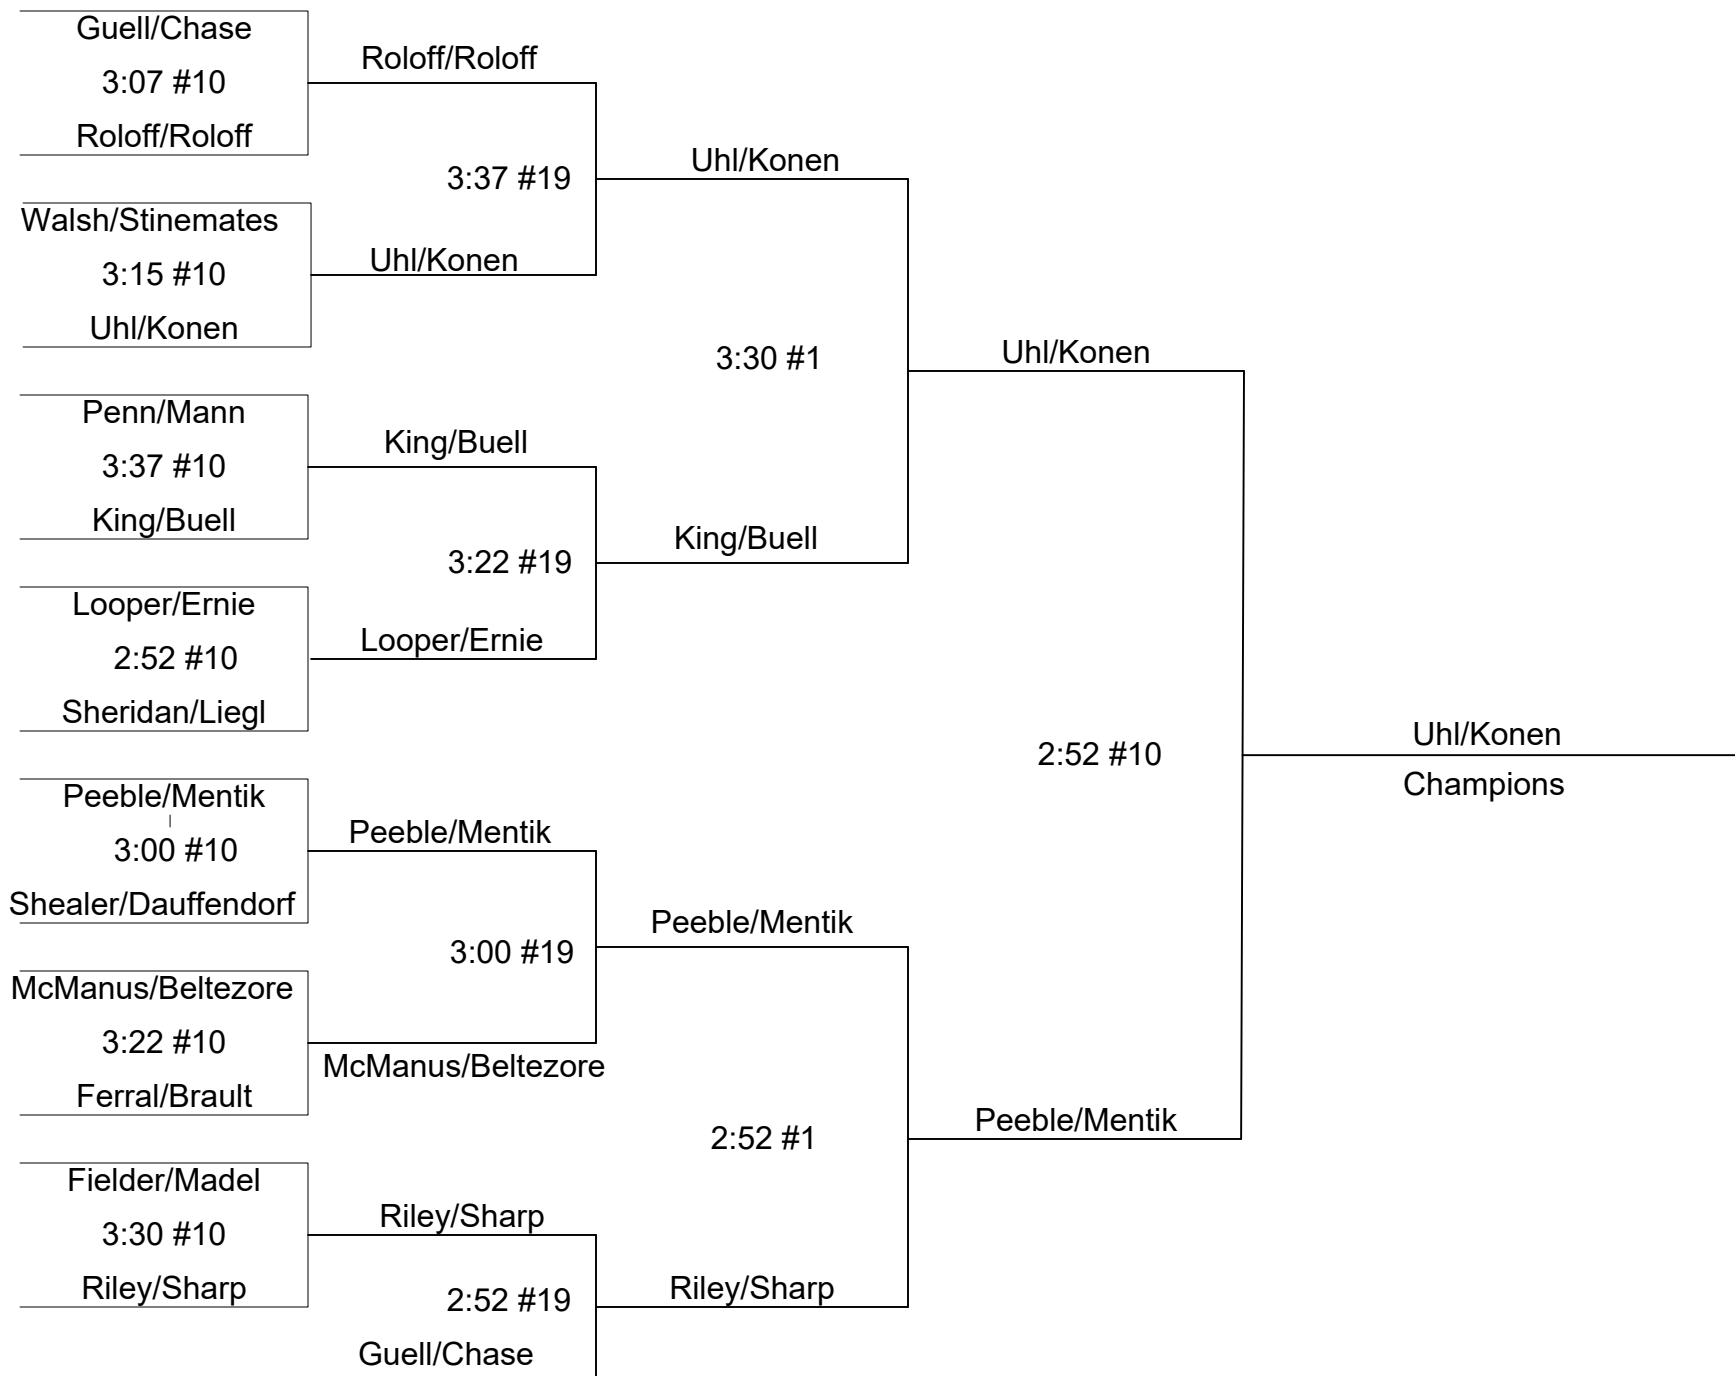 Guell/Chase
3:07 #10
Roloff/Roloff
Walsh/Stinemates
3:15 #10
Uhl/Konen
Penn/Mann
3:37 #10
King/Buell
Looper/Ernie
2:52 #10
Sheridan/Liegl
Peeble/Mentik
3:00 #10
Shealer/Dauffendorf
McManus/Beltezore
3:22 #10
Ferral/Brault
Fielder/Madel
3:30 #10
Riley/Sharp
Roloff/Roloff
3:37 #19
Uhl/Konen
King/Buell
3:22 #19
Looper/Ernie
Peeble/Mentik
3:00 #19
McManus/Beltezore
Riley/Sharp
2:52 #19
Guell/Chase
Uhl/Konen
3:30 #1
King/Buell
Peeble/Mentik
2:52 #1
Riley/Sharp
Uhl/Konen
2:52 #10
Peeble/Mentik
Uhl/Konen
Champions